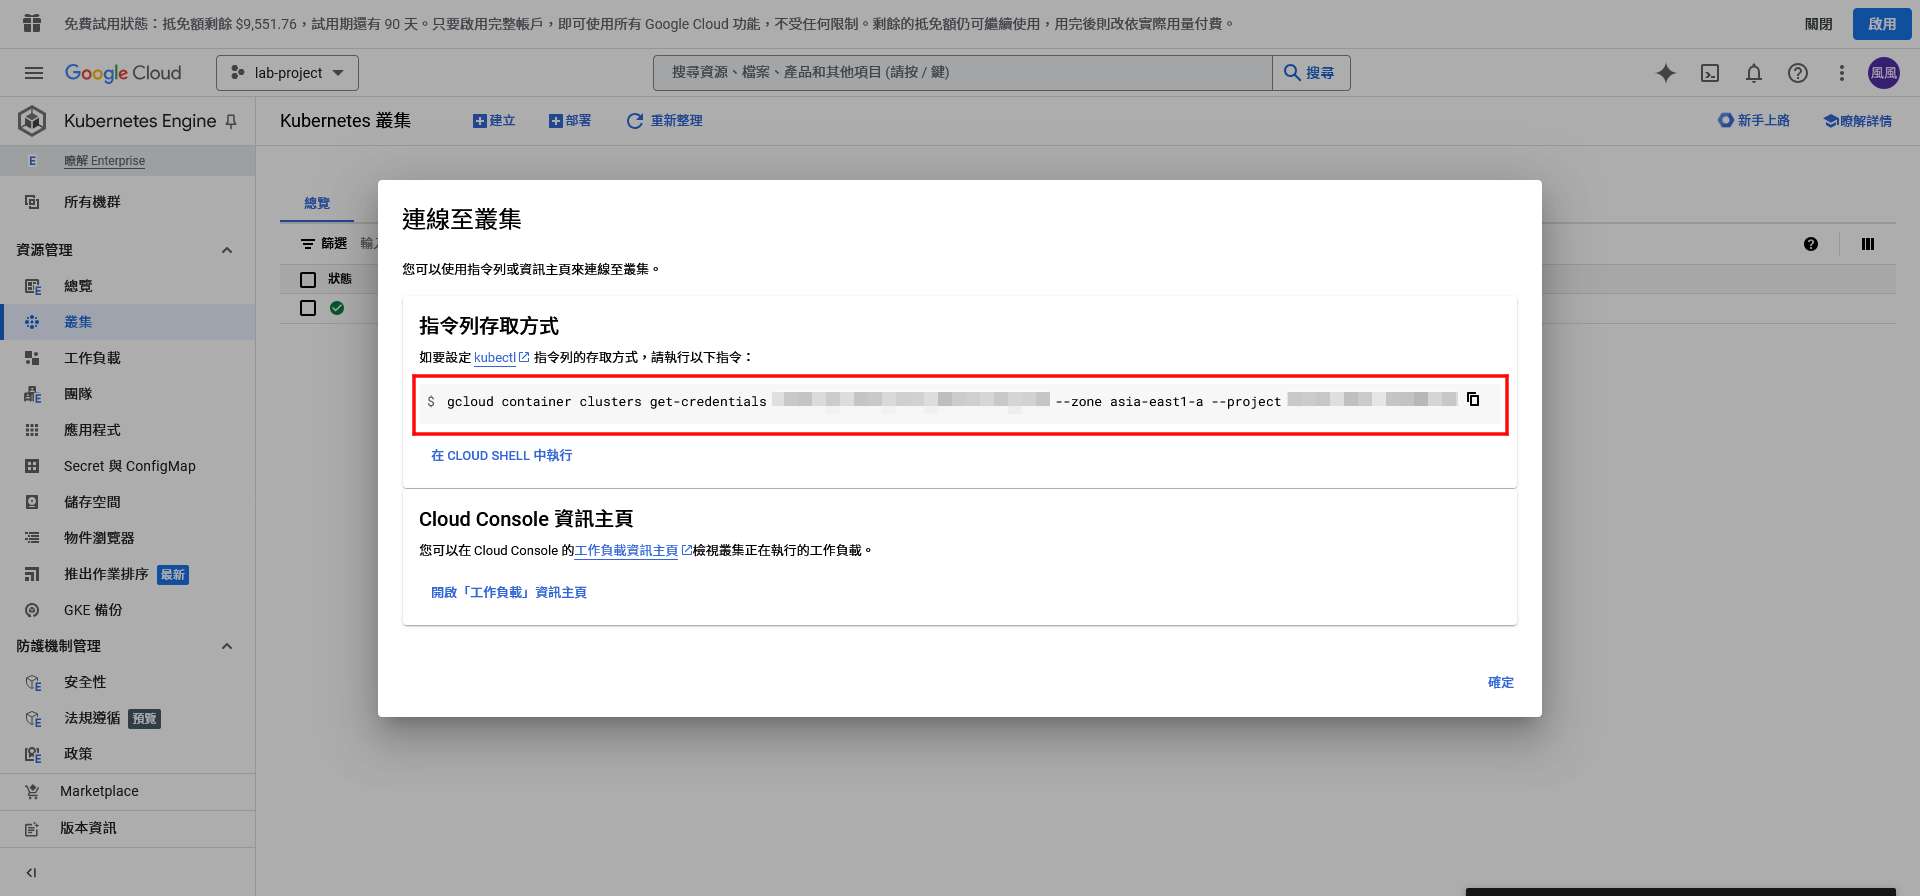 免費試用狀態：抵免額剩餘 $9,551.76，試用期還有 90 天。只要啟用完整帳戶，即可使用所有 Google Cloud 功能，不受任何限制。剩餘的抵免額仍可繼續使用，用完後則改依實際用量付費。
關閉
啟用
Google Cloud
lab-project
搜尋資源、檔案、產品和其他項目 (請按 / 鍵)
搜尋
風風
Kubernetes Engine
Kubernetes 叢集
建立
部署
重新整理
新手上路
瞭解詳情
E 瞭解 Enterprise
所有機群
資源管理
總覽
叢集
工作負載
團隊
應用程式
Secret 與 ConfigMap
儲存空間
物件瀏覽器
推出作業排序 最新
GKE 備份
防護機制管理
安全性
法規遵循 預覽
政策
Marketplace
版本資訊
總覽
篩選 輸入
狀態
連線至叢集
您可以使用指令列或資訊主頁來連線至叢集。
指令列存取方式
如要設定 kubectl 指令列的存取方式，請執行以下指令：
$ gcloud container clusters get-credentials --zone asia-east1-a --project
在 CLOUD SHELL 中執行
Cloud Console 資訊主頁
您可以在 Cloud Console 的工作負載資訊主頁檢視叢集正在執行的工作負載。
開啟「工作負載」資訊主頁
確定